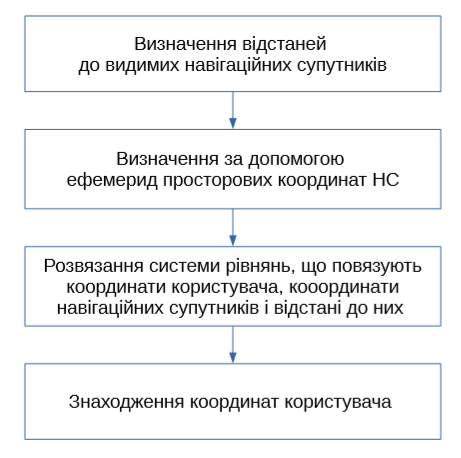 Визначення відстаней
до видимих навігаційних супутників
Визначення за допомогою
ефемерид просторових координат НС
Розвязання системи рівнянь, що повязують
координати користувача, кооординати
навігаційних супутників і відстані до них
Знаходження координат користувача